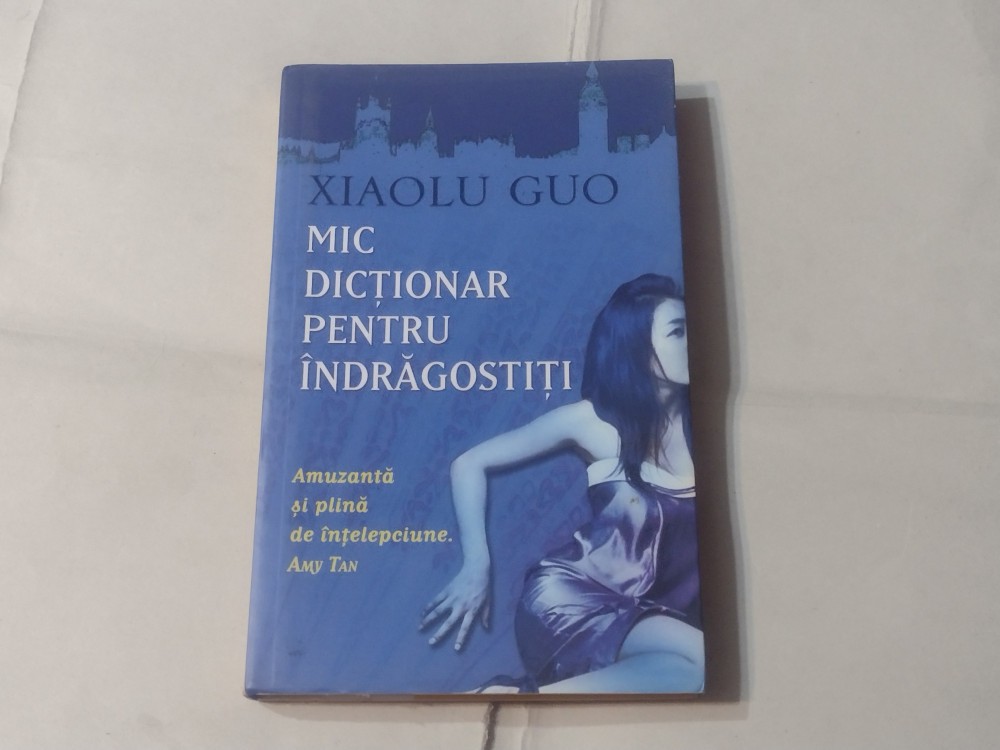 XIAOLU GUO
MIC
DICȚIONAR
PENTRU
ÎNDRĂGOSTIȚI
Amuzantă
și plină
de înțelepciune.
AMY TAN